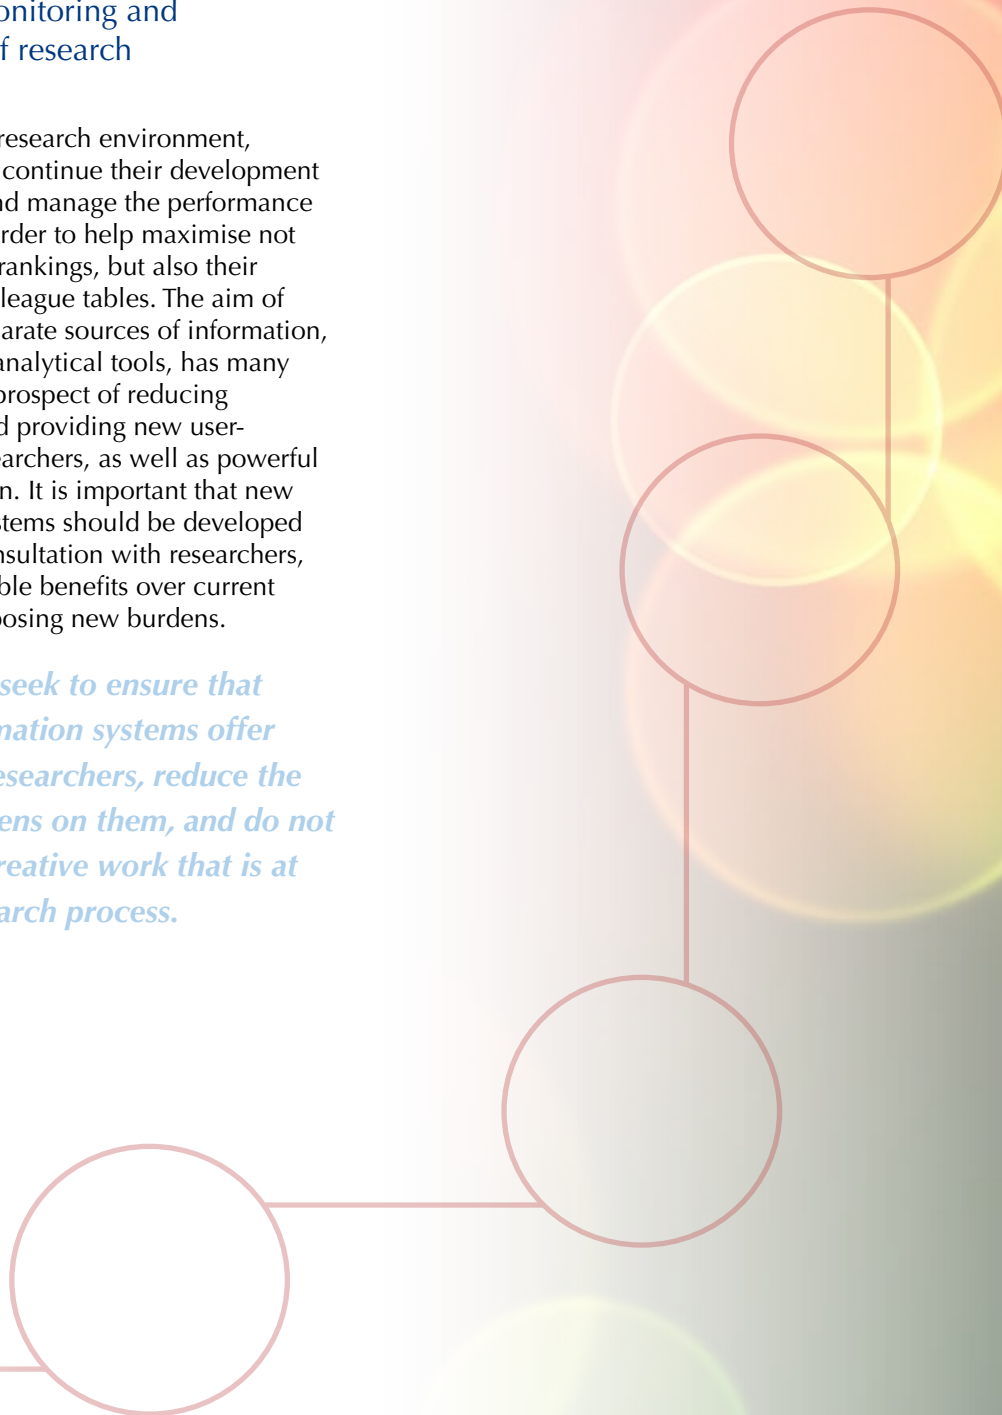 onitoring and
f research
research environment,
continue their development
nd manage the performance
rder to help maximise not
rankings, but also their
league tables. The aim of
arate sources of information,
analytical tools, has many
prospect of reducing
d providing new user-
earchers, as well as powerful
n. It is important that new
stems should be developed
nsultation with researchers,
ble benefits over current
posing new burdens.
seek to ensure that
mation systems offer
esearchers, reduce the
ens on them, and do not
reative work that is at
arch process.